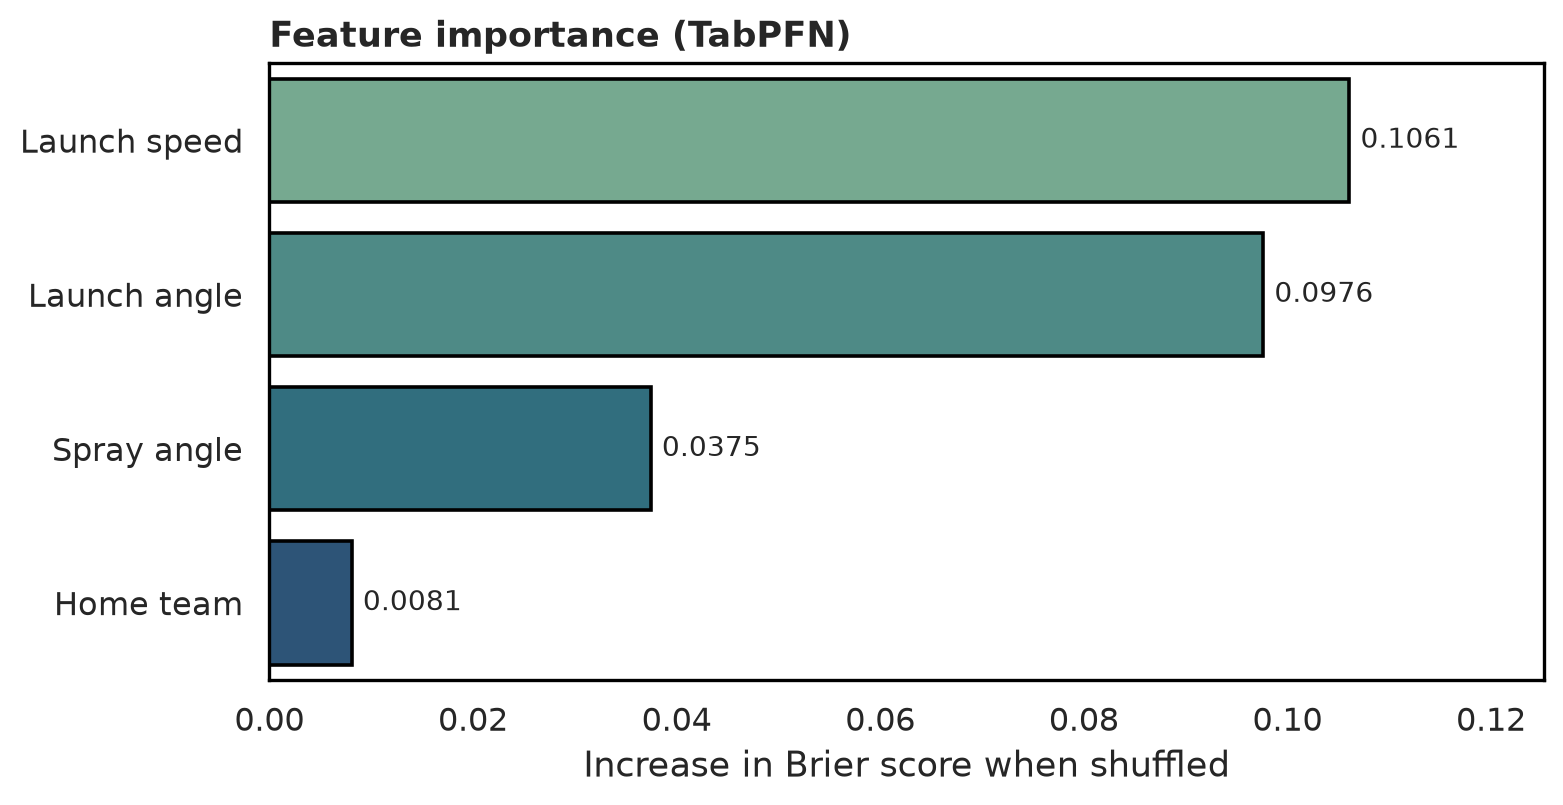 Feature importance (TabPFN)
Launch speed
0.1061
Launch angle
0.0976
Spray angle
0.0375
Home team
0.0081
0.00 0.02 0.04 0.06 0.08 0.10 0.12
Increase in Brier score when shuffled